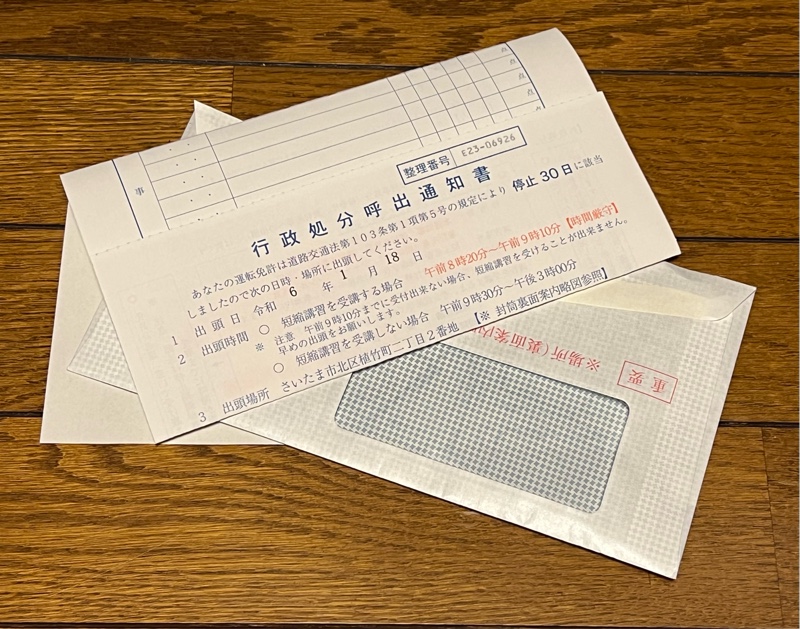 点
点
点
点
事
整理番号 E23-06926
行政処分呼出通知書
あなたの運転免許は道路交通法第103条第1項第5号の規定により 停止30日に該当
しましたので次の日時・場所に出頭してください。
1 出頭日 令和 6 年 1 月 18 日
2 出頭時間 ○ 短縮講習を受講する場合 午前8時20分〜午前9時10分【時間厳守】
※ 注意 午前9時10分までに受付出来ない場合、短縮講習を受けることが出来ません。
早めの出頭をお願いします。
○ 短縮講習を受講しない場合 午前9時30分〜午後3時00分
3 出頭場所 さいたま市北区植竹町二丁目2番地 【※ 封筒裏面案内略図参照】
※場所(裏面案内
重要